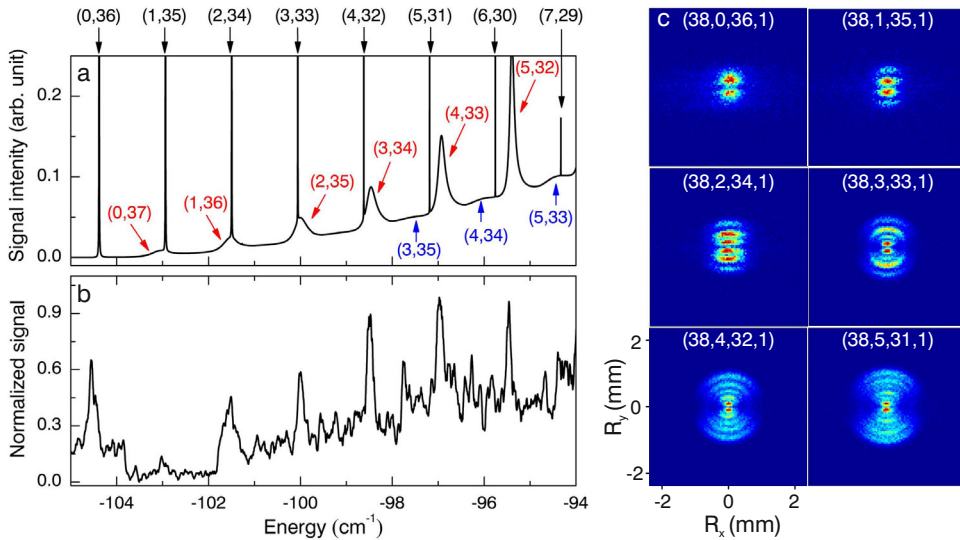 (0,36) (1,35) (2,34) (3,33) (4,32) (5,31) (6,30) (7,29)
a
Signal intensity (arb. unit)
0.2
0.1
0.0
(0,37)
(1,36)
(2,35)
(3,34)
(4,33)
(5,32)
(3,35)
(4,34)
(5,33)
b
Normalized signal
0.9
0.6
0.3
0.0
-104 -102 -100 -98 -96 -94
Energy (cm⁻¹)
c
(38,0,36,1) (38,1,35,1)
(38,2,34,1) (38,3,33,1)
(38,4,32,1) (38,5,31,1)
R_y (mm)
2
0
-2
-2 0 2
R_x (mm)